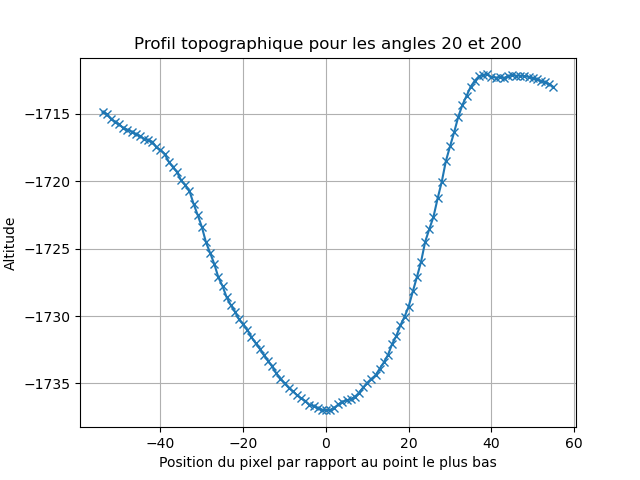 Profil topographique pour les angles 20 et 200
Altitude
−1715
−1720
−1725
−1730
−1735
−40 −20 0 20 40 60
Position du pixel par rapport au point le plus bas